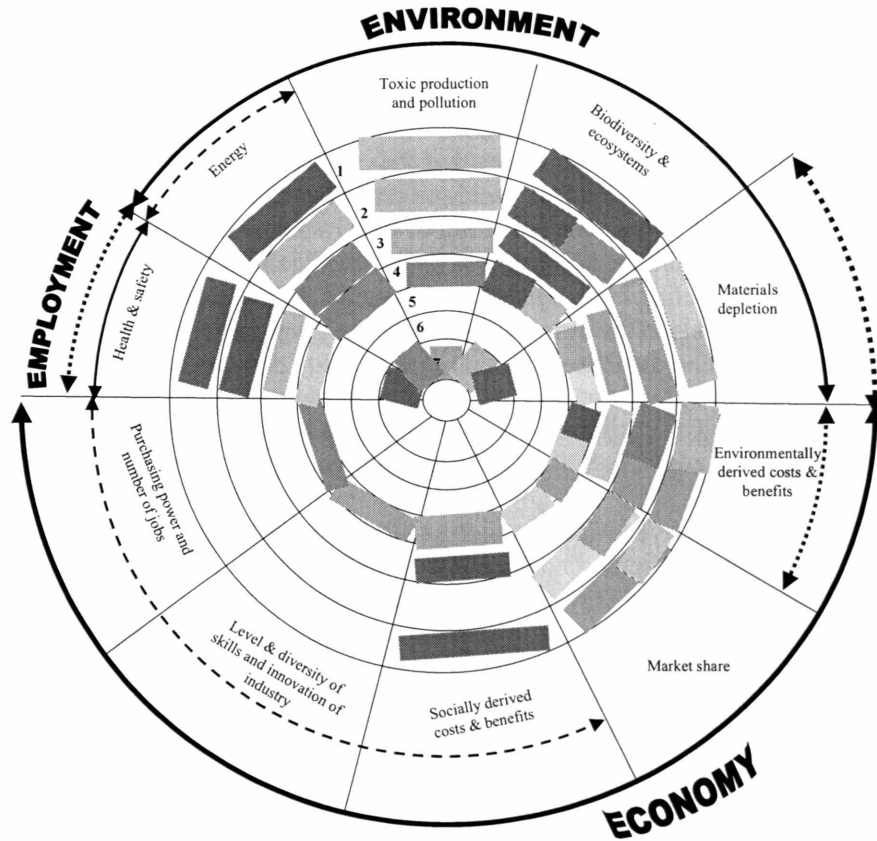 ENVIRONMENT
Toxic production
and pollution
Biodiversity &
ecosystems
Energy
EMPLOYMENT
Health & safety
Materials
depletion
1
2
3
4
5
6
7
Environmentally
derived costs &
benefits
Purchasing power and
number of jobs
Market share
Level & diversity of
skills and innovation of
industry
Socially derived
costs & benefits
ECONOMY